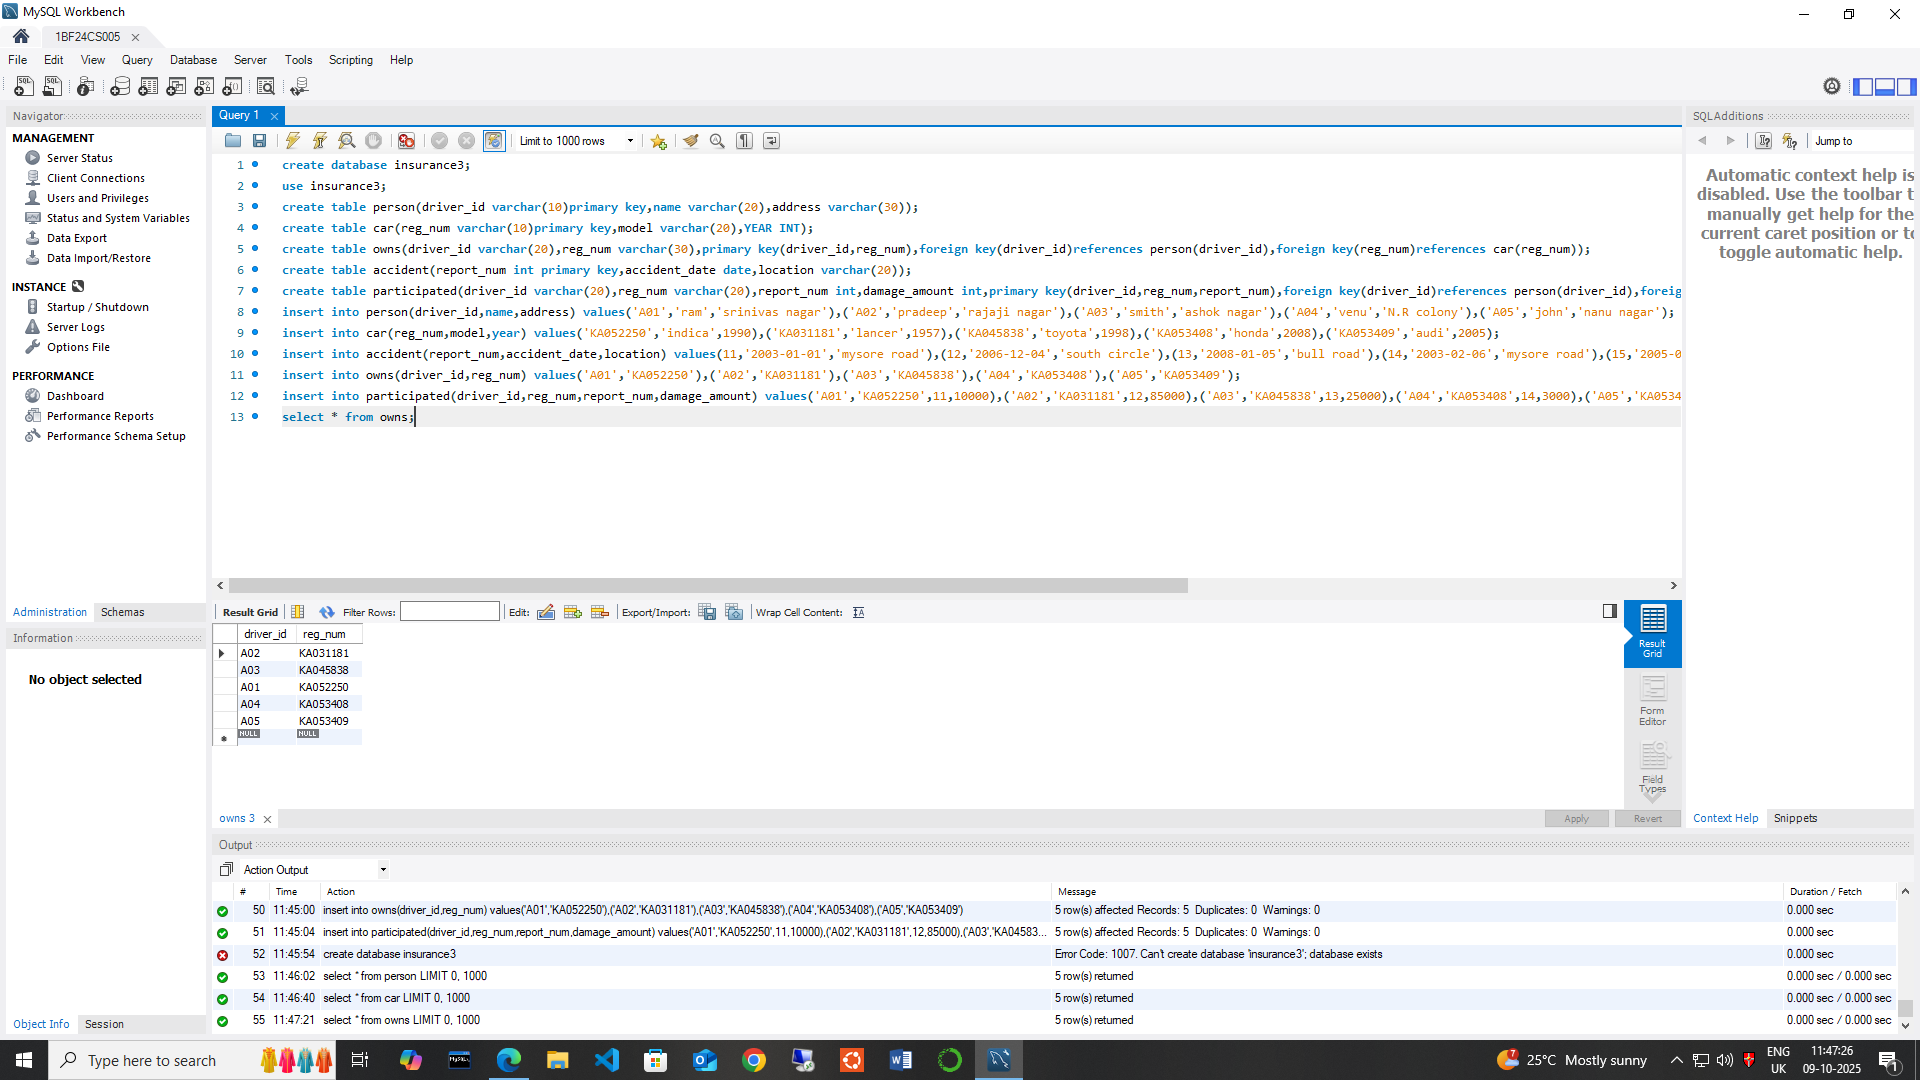 MySQL Workbench
1BF24CS005
File Edit View Query Database Server Tools Scripting Help
Navigator
MANAGEMENT
Server Status
Client Connections
Users and Privileges
Status and System Variables
Data Export
Data Import/Restore
INSTANCE
Startup / Shutdown
Server Logs
Options File
PERFORMANCE
Dashboard
Performance Reports
Performance Schema Setup
Administration Schemas
Information
No object selected
Object Info Session
Query 1
Limit to 1000 rows
1 create database insurance3;
2 use insurance3;
3 create table person(driver_id varchar(10)primary key,name varchar(20),address varchar(30));
4 create table car(reg_num varchar(10)primary key,model varchar(20),YEAR INT);
5 create table owns(driver_id varchar(20),reg_num varchar(30),primary key(driver_id,reg_num),foreign key(driver_id)references person(driver_id),foreign key(reg_num)references car(reg_num));
6 create table accident(report_num int primary key,accident_date date,location varchar(20));
7 create table participated(driver_id varchar(20),reg_num varchar(20),report_num int,damage_amount int,primary key(driver_id,reg_num,report_num),foreign key(driver_id)references person(driver_id),foreig
8 insert into person(driver_id,name,address) values('A01','ram','srinivas nagar'),('A02','pradeep','rajaji nagar'),('A03','smith','ashok nagar'),('A04','venu','N.R colony'),('A05','john','nanu nagar');
9 insert into car(reg_num,model,year) values('KA052250','indica',1990),('KA031181','lancer',1957),('KA045838','toyota',1998),('KA053408','honda',2008),('KA053409','audi',2005);
10 insert into accident(report_num,accident_date,location) values(11,'2003-01-01','mysore road'),(12,'2006-12-04','south circle'),(13,'2008-01-05','bull road'),(14,'2003-02-06','mysore road'),(15,'2005-0
11 insert into owns(driver_id,reg_num) values('A01','KA052250'),('A02','KA031181'),('A03','KA045838'),('A04','KA053408'),('A05','KA053409');
12 insert into participated(driver_id,reg_num,report_num,damage_amount) values('A01','KA052250',11,10000),('A02','KA031181',12,85000),('A03','KA045838',13,25000),('A04','KA053408',14,3000),('A05','KA0534
13 select * from owns;
Result Grid Filter Rows: Edit: Export/Import: Wrap Cell Content:
driver_id reg_num
A02 KA031181
A03 KA045838
A01 KA052250
A04 KA053408
A05 KA053409
NULL NULL
Result
Grid
Form
Editor
Field
Types
owns 3
Apply Revert
SQLAdditions
Jump to
Automatic context help is
disabled. Use the toolbar t
manually get help for the
current caret position or to
toggle automatic help.
Context Help Snippets
Output
Action Output
# Time Action Message Duration / Fetch
50 11:45:00 insert into owns(driver_id,reg_num) values('A01','KA052250'),('A02','KA031181'),('A03','KA045838'),('A04','KA053408'),('A05','KA053409') 5 row(s) affected Records: 5 Duplicates: 0 Warnings: 0 0.000 sec
51 11:45:04 insert into participated(driver_id,reg_num,report_num,damage_amount) values('A01','KA052250',11,10000),('A02','KA031181',12,85000),('A03','KA04583... 5 row(s) affected Records: 5 Duplicates: 0 Warnings: 0 0.000 sec
52 11:45:54 create database insurance3 Error Code: 1007. Can't create database 'insurance3'; database exists 0.000 sec
53 11:46:02 select * from person LIMIT 0, 1000 5 row(s) returned 0.000 sec / 0.000 sec
54 11:46:40 select * from car LIMIT 0, 1000 5 row(s) returned 0.000 sec / 0.000 sec
55 11:47:21 select * from owns LIMIT 0, 1000 5 row(s) returned 0.000 sec / 0.000 sec
Type here to search
7 25°C Mostly sunny
ENG
UK
11:47:26
09-10-2025
1